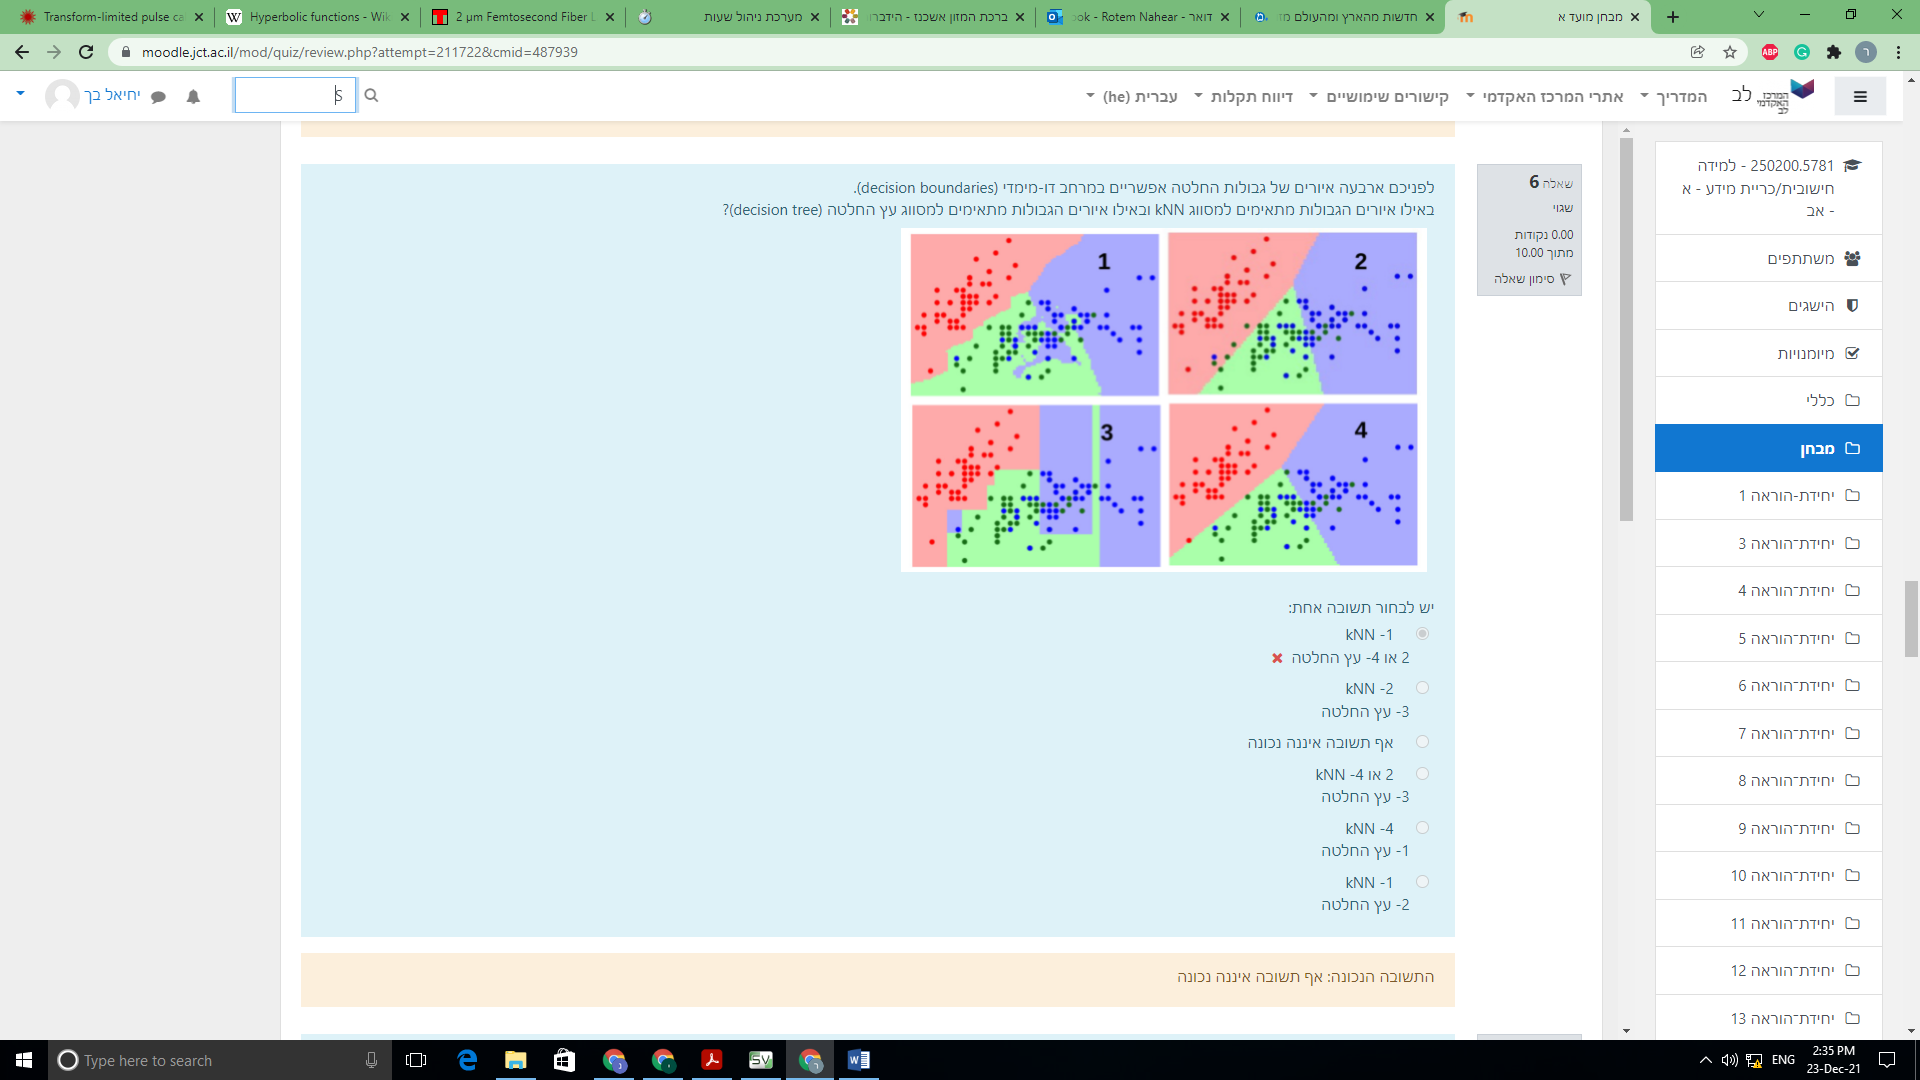 Transform-limited pulse ca
Hyperbolic functions - Wik
2 µm Femtosecond Fiber L
מערכת ניהול שעות
ברכת המזון אשכנז - הידברו
דואר - Rotem Nahear - ook
חדשות מהארץ ומהעולם מז
מבחן מועד א
moodle.jct.ac.il/mod/quiz/review.php?attempt=211722&cmid=487939
ABP
יחיאל בך
S
עברית (he)
דיווח תקלות
קישורים שימושיים
אתרי המרכז האקדמי
המדריך
לב
המרכז
האקדמי
לב
250200.5781 - למידה
חישובית/כריית מידע - א
- אב
משתתפים
הישגים
מיומנויות
כללי
מבחן
יחידת-הוראה 1
יחידת-הוראה 3
יחידת-הוראה 4
יחידת-הוראה 5
יחידת-הוראה 6
יחידת-הוראה 7
יחידת-הוראה 8
יחידת-הוראה 9
יחידת-הוראה 10
יחידת-הוראה 11
יחידת-הוראה 12
יחידת-הוראה 13
שאלה 6
שגוי
0.00 נקודות
מתוך 10.00
סימון שאלה
לפניכם ארבעה איורים של גבולות החלטה אפשריים במרחב דו-מימדי (decision boundaries).
באילו איורים הגבולות מתאימים למסווג kNN ובאילו איורים הגבולות מתאימים למסווג עץ החלטה (decision tree)?
1
2
3
4
יש לבחור תשובה אחת:
1- kNN
2 או 4- עץ החלטה
2- kNN
3- עץ החלטה
אף תשובה איננה נכונה
2 או 4- kNN
3- עץ החלטה
4- kNN
1- עץ החלטה
1- kNN
2- עץ החלטה
התשובה הנכונה: אף תשובה איננה נכונה
Type here to search
ENG
2:35 PM
23-Dec-21